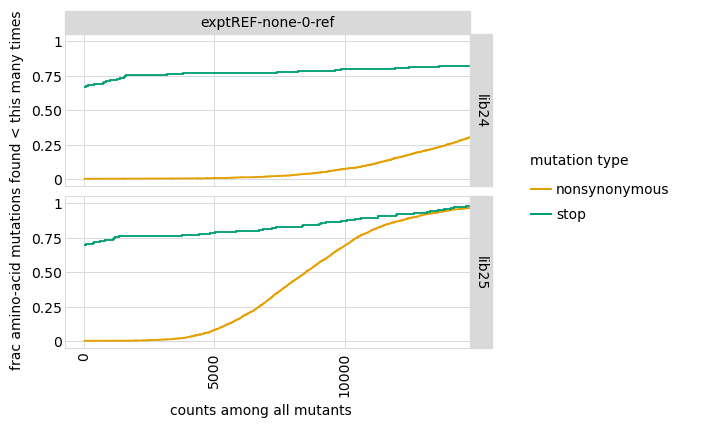 exptREF-none-0-ref
frac amino-acid mutations found < this many times
1
0.75
0.50
0.25
0
lib24
1
0.75
0.50
0.25
0
lib25
0
5000
10000
counts among all mutants
mutation type
nonsynonymous
stop